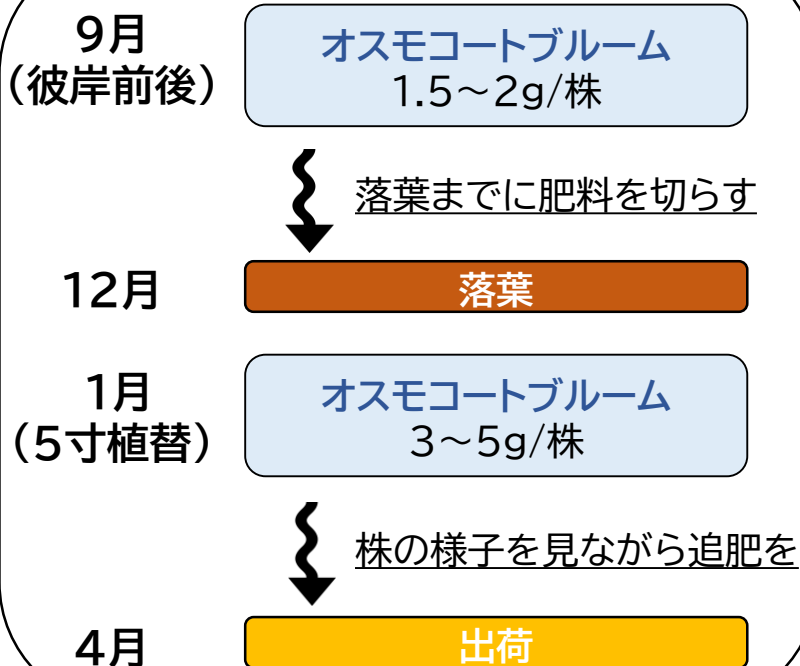 9月
（彼岸前後）
オスモコートブルーム
1.5～2g/株
落葉までに肥料を切らす
12月
落葉
1月
（5寸植替）
オスモコートブルーム
3～5g/株
株の様子を見ながら追肥を
4月
出荷